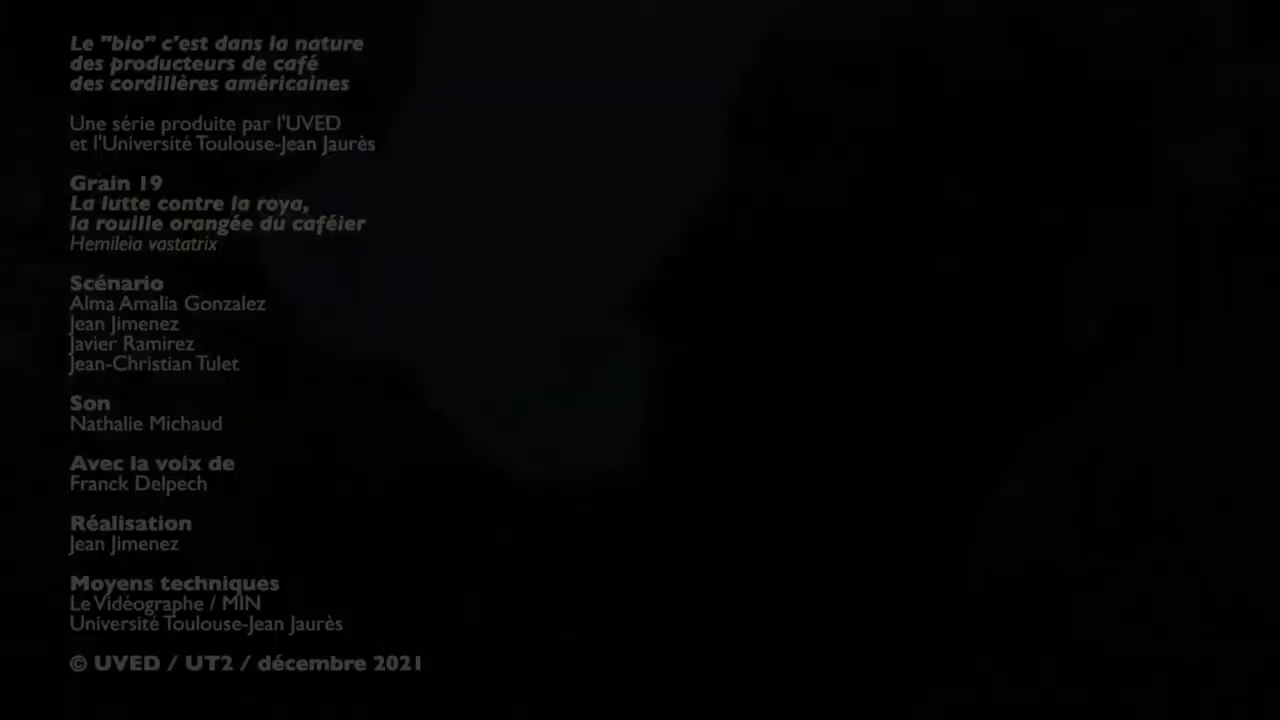 Le "bio" c'est dans la nature
des producteurs de café
des cordillères américaines
Une série produite par l'UVED
et l'Université Toulouse-Jean Jaurès
Grain 19
La lutte contre la roya,
la rouille orangée du caféier
Hemileia vastatrix
Scénario
Alma Amalia Gonzalez
Jean Jimenez
Javier Ramirez
Jean-Christian Tulet
Son
Nathalie Michaud
Avec la voix de
Franck Delpech
Réalisation
Jean Jimenez
Moyens techniques
Le Vidéographe / MIN
Université Toulouse-Jean Jaurès
© UVED / UT2 / décembre 2021